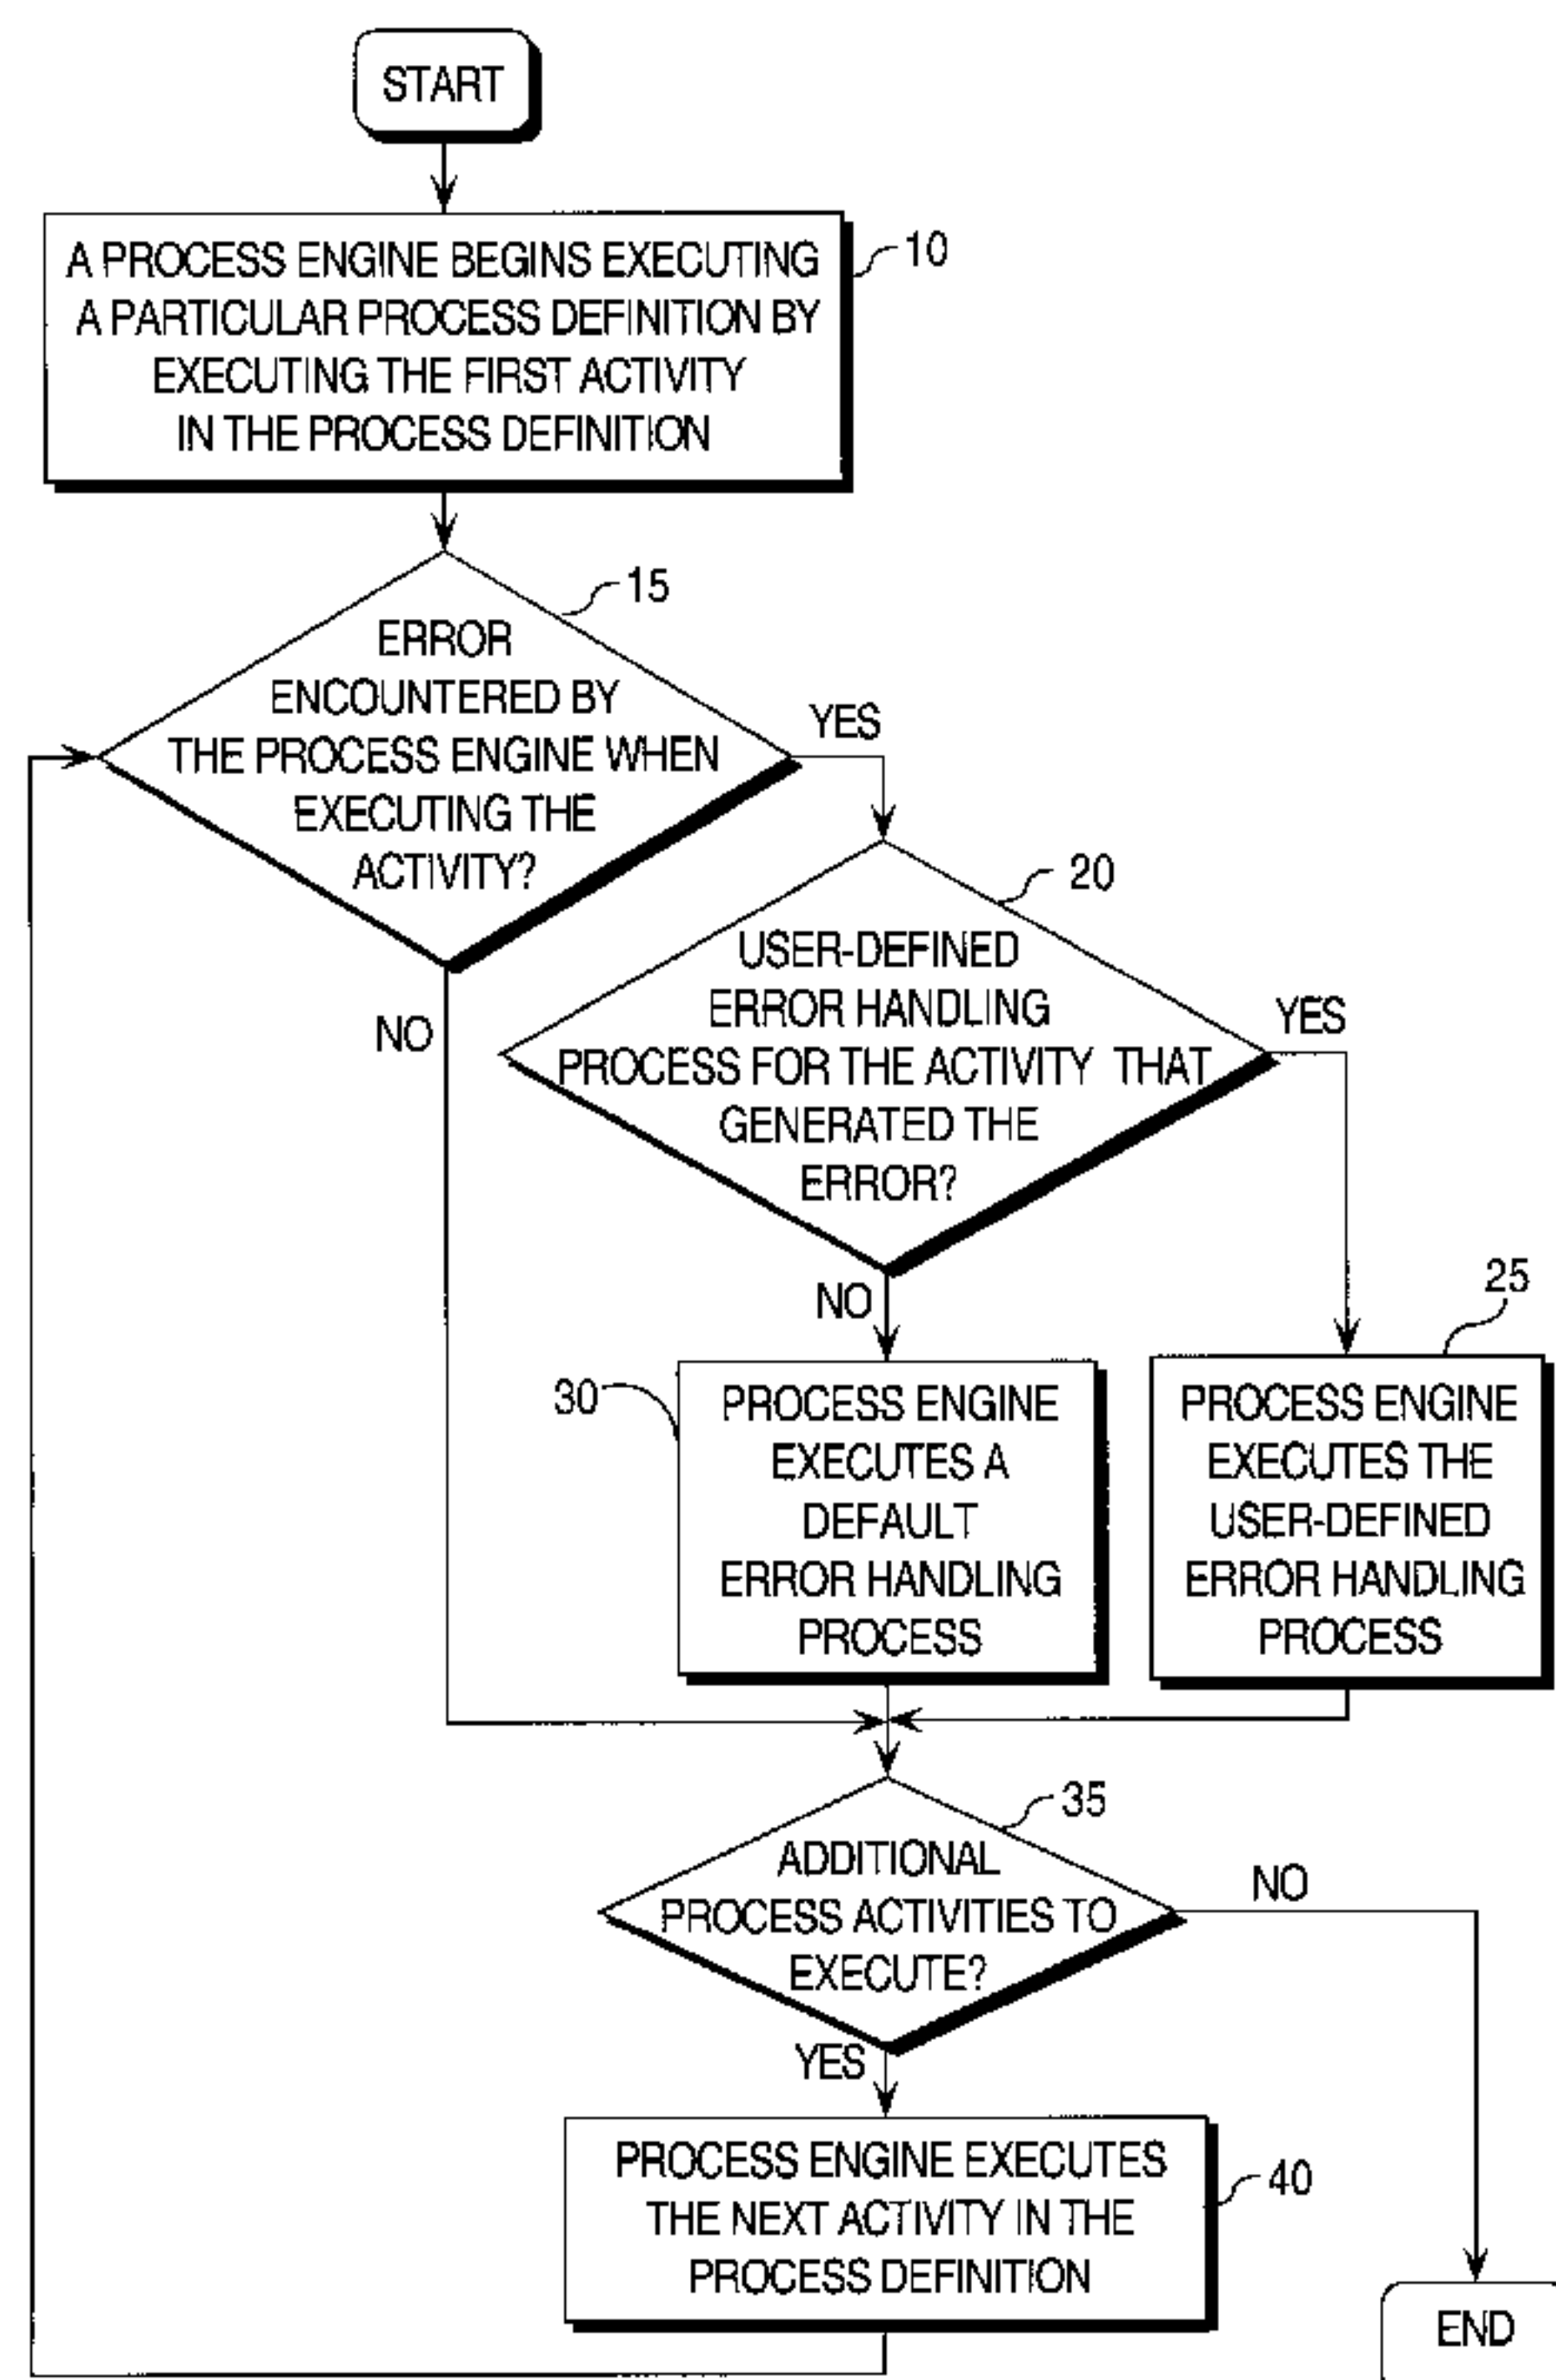 START
A PROCESS ENGINE BEGINS EXECUTING
A PARTICULAR PROCESS DEFINITION BY
EXECUTING THE FIRST ACTIVITY
IN THE PROCESS DEFINITION
10
15
ERROR
ENCOUNTERED BY
THE PROCESS ENGINE WHEN
EXECUTING THE
ACTIVITY?
YES
NO
20
USER-DEFINED
ERROR HANDLING
PROCESS FOR THE ACTIVITY THAT
GENERATED THE
ERROR?
YES
NO
25
30
PROCESS ENGINE
EXECUTES A
DEFAULT
ERROR HANDLING
PROCESS
PROCESS ENGINE
EXECUTES THE
USER-DEFINED
ERROR HANDLING
PROCESS
35
ADDITIONAL
PROCESS ACTIVITIES TO
EXECUTE?
NO
YES
PROCESS ENGINE EXECUTES
THE NEXT ACTIVITY IN THE
PROCESS DEFINITION
40
END